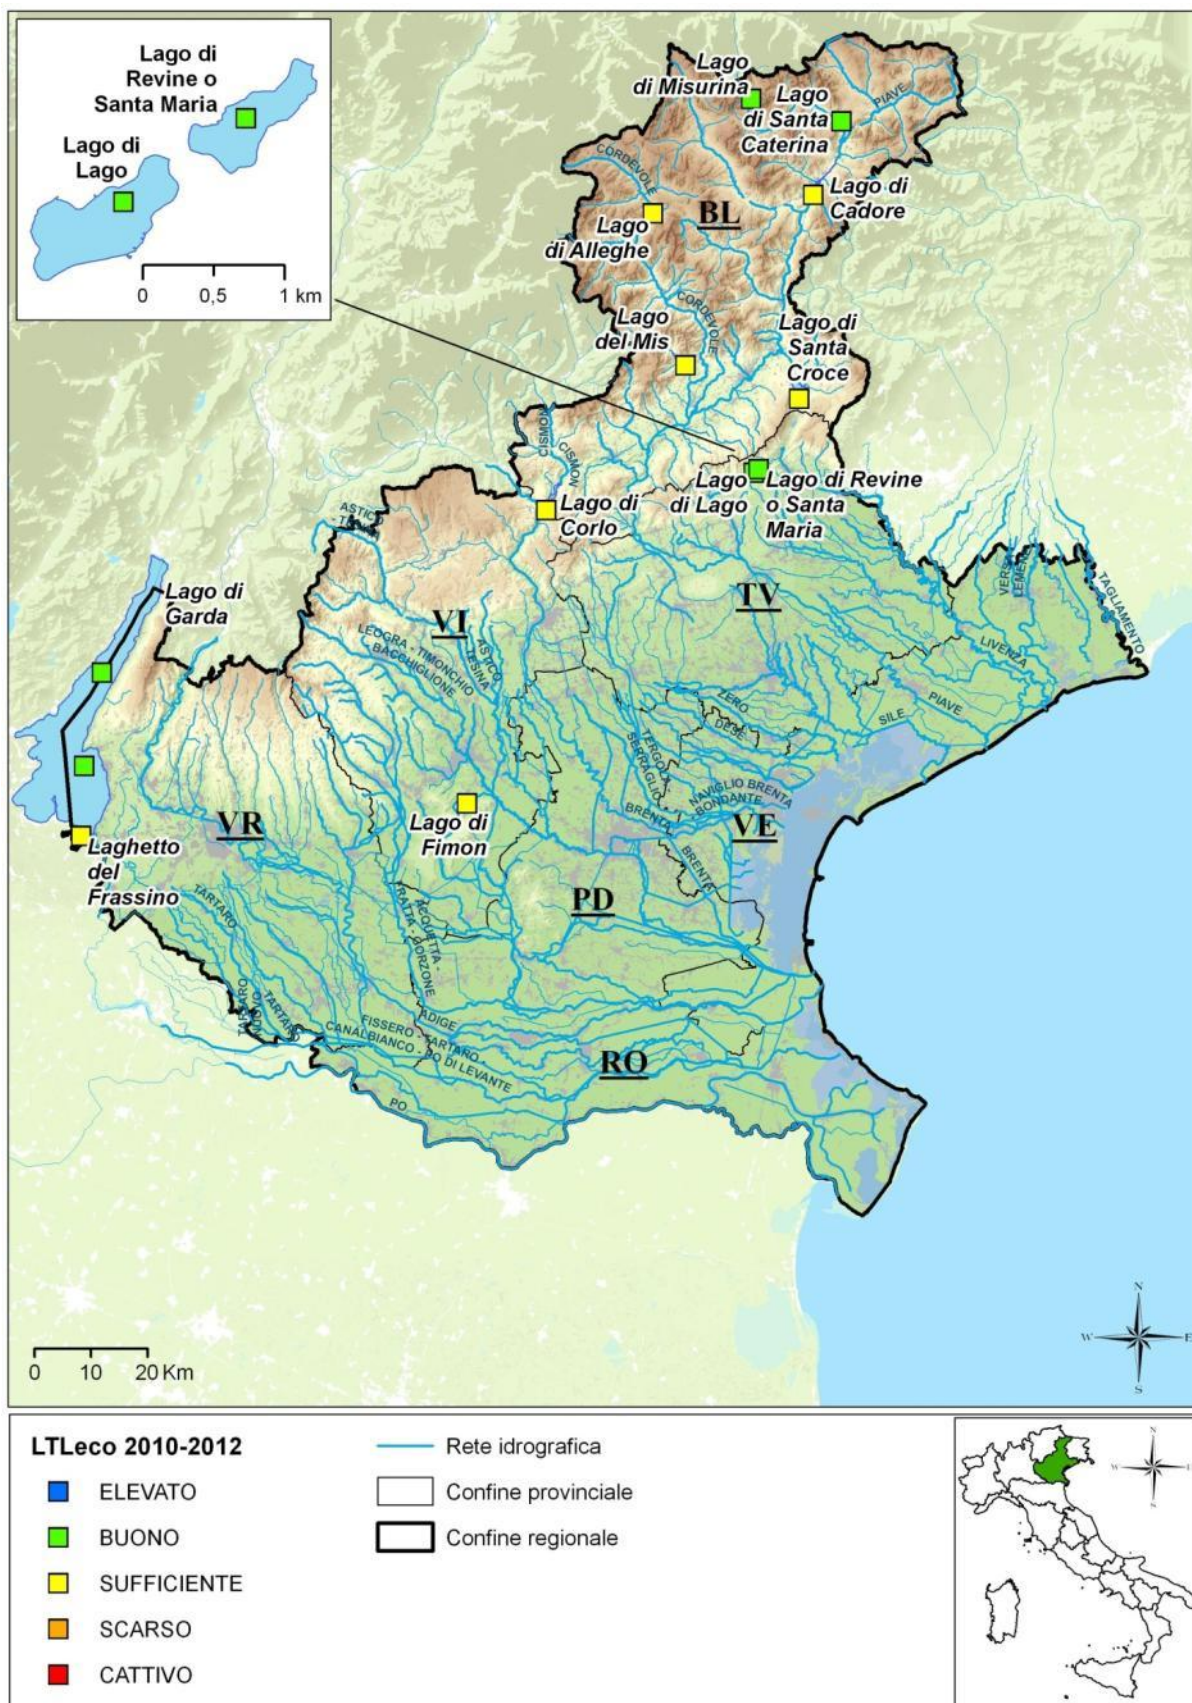 Lago di
Revine o
Santa Maria
Lago di
Lago
0 0,5 1 km
Lago
di Misurina
Lago
di Santa
Caterina
PIAVE
CORDEVOLE
Lago di
Cadore
BL
Lago
di Alleghe
CORDEVOLE
Lago
del Mis
Lago di
Santa
Croce
CISMON
CISMON
Lago
di Lago
Lago di Revine
o Santa
Maria
Lago di
Corlo
ASTICO
Lago di
Garda
VI
TV
TAGLIAMENTO
LEMENE
LIVENZA
LEOGRA - TIMONCHIO
- BACCHIGLIONE
ASTICO
TESINA
ZERO
DESE
PIAVE
SILE
TERGOLA
SERRAGLIO
NAVIGLIO BRENTA
- BONDANTE
BRENTA
VR
Lago di
Fimon
VE
BRENTA
Laghetto
del
Frassino
PD
TARTARO
ACQUETTA -
FRATTA - GORZONE
TARTARO
NUOVO
TARTARO
ADIGE
FISSERO - TARTARO -
CANALBIANCO - PO DI LEVANTE
RO
PO
N
W E
S
0 10 20 Km
LTLeco 2010-2012
ELEVATO
BUONO
SUFFICIENTE
SCARSO
CATTIVO
Rete idrografica
Confine provinciale
Confine regionale
N
W E
S